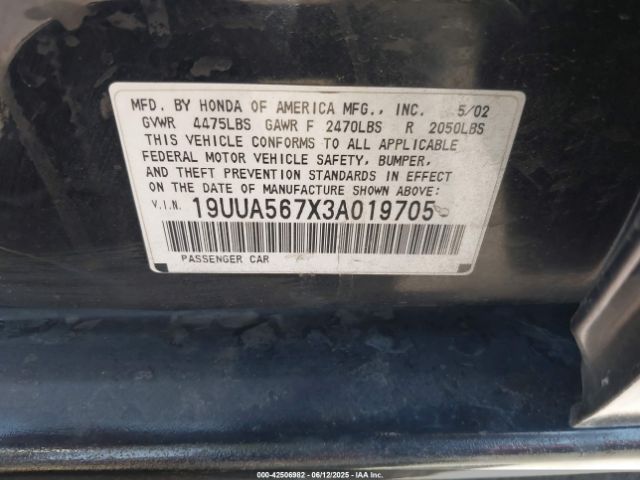 MFD. BY HONDA OF AMERICA MFG., INC. 5/02
GVWR 4475LBS GAWR F 2470LBS R 2050LBS
THIS VEHICLE CONFORMS TO ALL APPLICABLE
FEDERAL MOTOR VEHICLE SAFETY, BUMPER,
AND THEFT PREVENTION STANDARDS IN EFFECT
ON THE DATE OF MANUFACTURE SHOWN ABOVE:
V.I.N. 19UUA567X3A019705
PASSENGER CAR
000-42506982 - 06/12/2025 - IAA Inc.